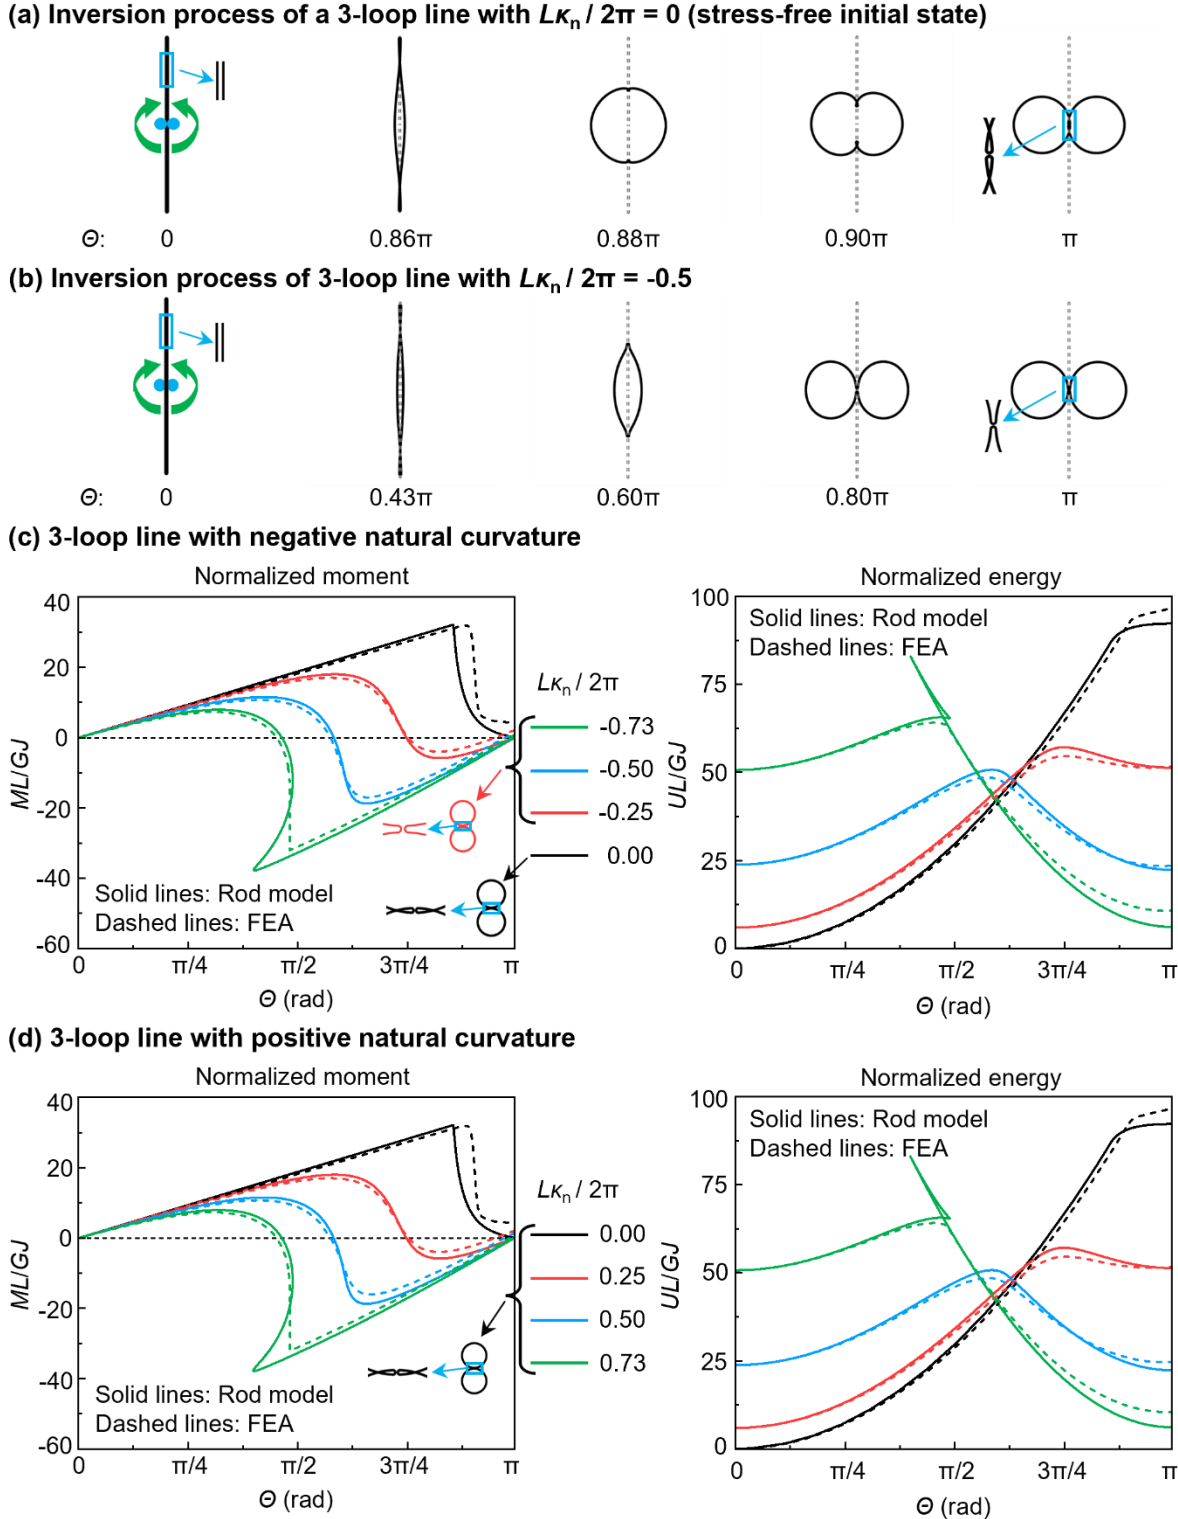 (a) Inversion process of a 3-loop line with Lκn / 2π = 0 (stress-free initial state)
Θ: 0 0.86π 0.88π 0.90π π
(b) Inversion process of 3-loop line with Lκn / 2π = -0.5
Θ: 0 0.43π 0.60π 0.80π π
(c) 3-loop line with negative natural curvature
Normalized moment
40
20
0
-20
-40
-60
ML/GJ
Lκn / 2π
-0.73
-0.50
-0.25
0.00
Solid lines: Rod model
Dashed lines: FEA
0 π/4 π/2 3π/4 π
Θ (rad)
Normalized energy
100
75
50
25
0
UL/GJ
Solid lines: Rod model
Dashed lines: FEA
0 π/4 π/2 3π/4 π
Θ (rad)
(d) 3-loop line with positive natural curvature
Normalized moment
40
20
0
-20
-40
-60
ML/GJ
Lκn / 2π
0.00
0.25
0.50
0.73
Solid lines: Rod model
Dashed lines: FEA
0 π/4 π/2 3π/4 π
Θ (rad)
Normalized energy
100
75
50
25
0
UL/GJ
Solid lines: Rod model
Dashed lines: FEA
0 π/4 π/2 3π/4 π
Θ (rad)